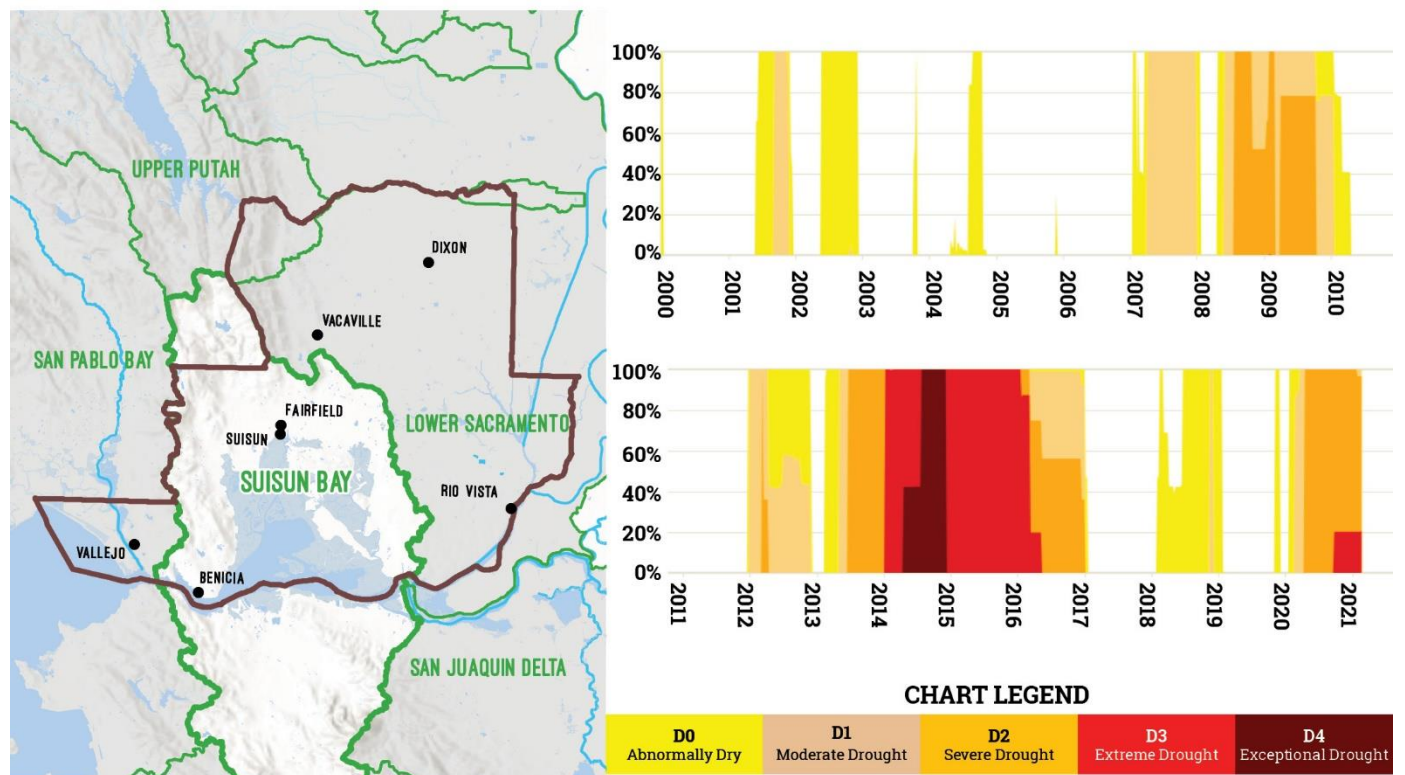 UPPER PUTAH
DIXON
VACAVILLE
SAN PABLO BAY
FAIRFIELD
SUISUN
LOWER SACRAMENTO
SUISUN BAY
RIO VISTA
VALLEJO
BENICIA
SAN JUAQUIN DELTA
100%
80%
60%
40%
20%
0%
2000
2001
2002
2003
2004
2006
2007
2008
2009
2010
100%
80%
60%
40%
20%
0%
2011
2012
2013
2014
2015
2016
2017
2018
2019
2020
2021
CHART LEGEND
D0
Abnormally Dry
D1
Moderate Drought
D2
Severe Drought
D3
Extreme Drought
D4
Exceptional Drought